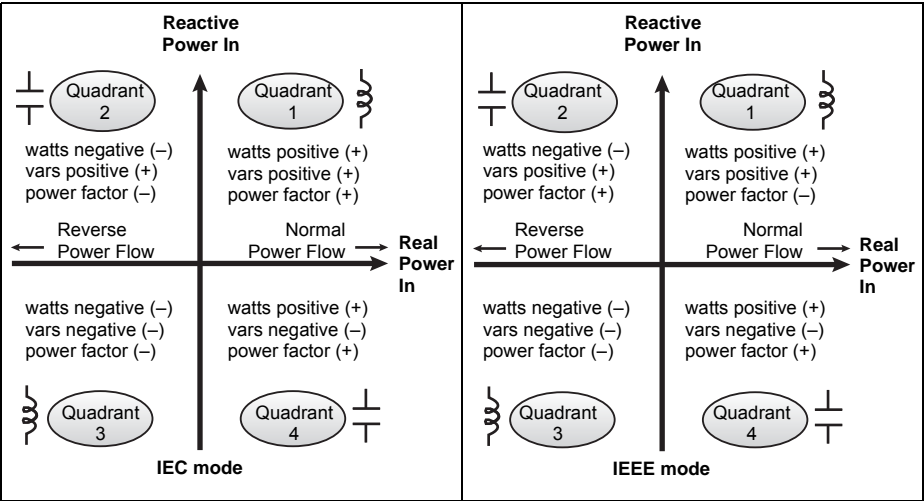 Reactive
Power In
Quadrant
2
Quadrant
1
watts negative (–)
vars positive (+)
power factor (–)
watts positive (+)
vars positive (+)
power factor (+)
Reverse
Power Flow
Normal
Power Flow
Real
Power
In
watts negative (–)
vars negative (–)
power factor (–)
watts positive (+)
vars negative (–)
power factor (+)
Quadrant
3
Quadrant
4
IEC mode
Reactive
Power In
Quadrant
2
Quadrant
1
watts negative (–)
vars positive (+)
power factor (+)
watts positive (+)
vars positive (+)
power factor (–)
Reverse
Power Flow
Normal
Power Flow
Real
Power
In
watts negative (–)
vars negative (–)
power factor (–)
watts positive (+)
vars negative (–)
power factor (+)
Quadrant
3
Quadrant
4
IEEE mode